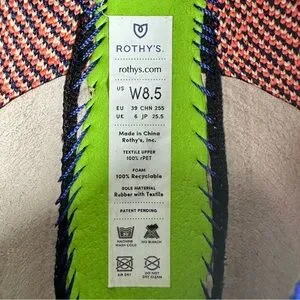 ROTHY'S.
rothys.com
US W8.5
EU 39 CHN 255
UK 6 JP 25.5
Made in China
Rothy's, Inc.
TEXTILE UPPER
100% rPET
FOAM
100% Recyclable
SOLE MATERIAL
Rubber with Textile
PATENT PENDING
MACHINE WASH COLD
NO BLEACH
AIR DRY
DO NOT DRY CLEAN